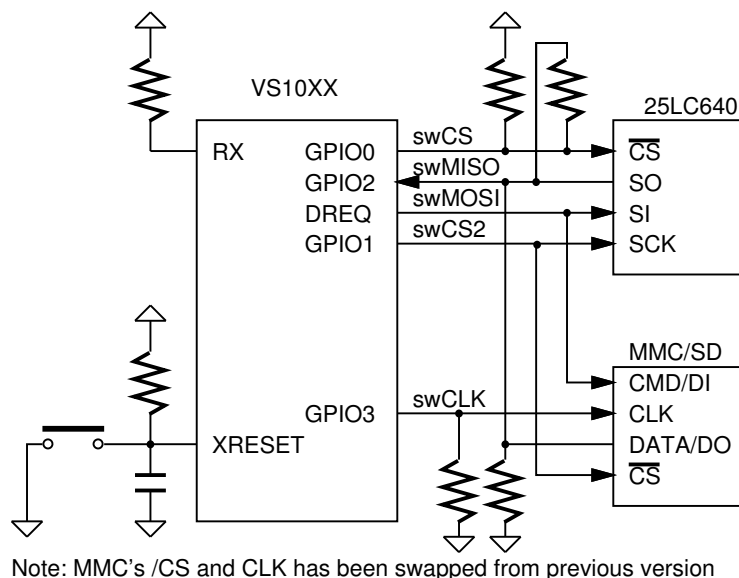 VS10XX
25LC640
RX
GPIO0
swCS
CS
GPIO2
swMISO
SO
DREQ
swMOSI
SI
GPIO1
swCS2
SCK
MMC/SD
CMD/DI
GPIO3
swCLK
CLK
XRESET
DATA/DO
CS
Note: MMC's /CS and CLK has been swapped from previous version